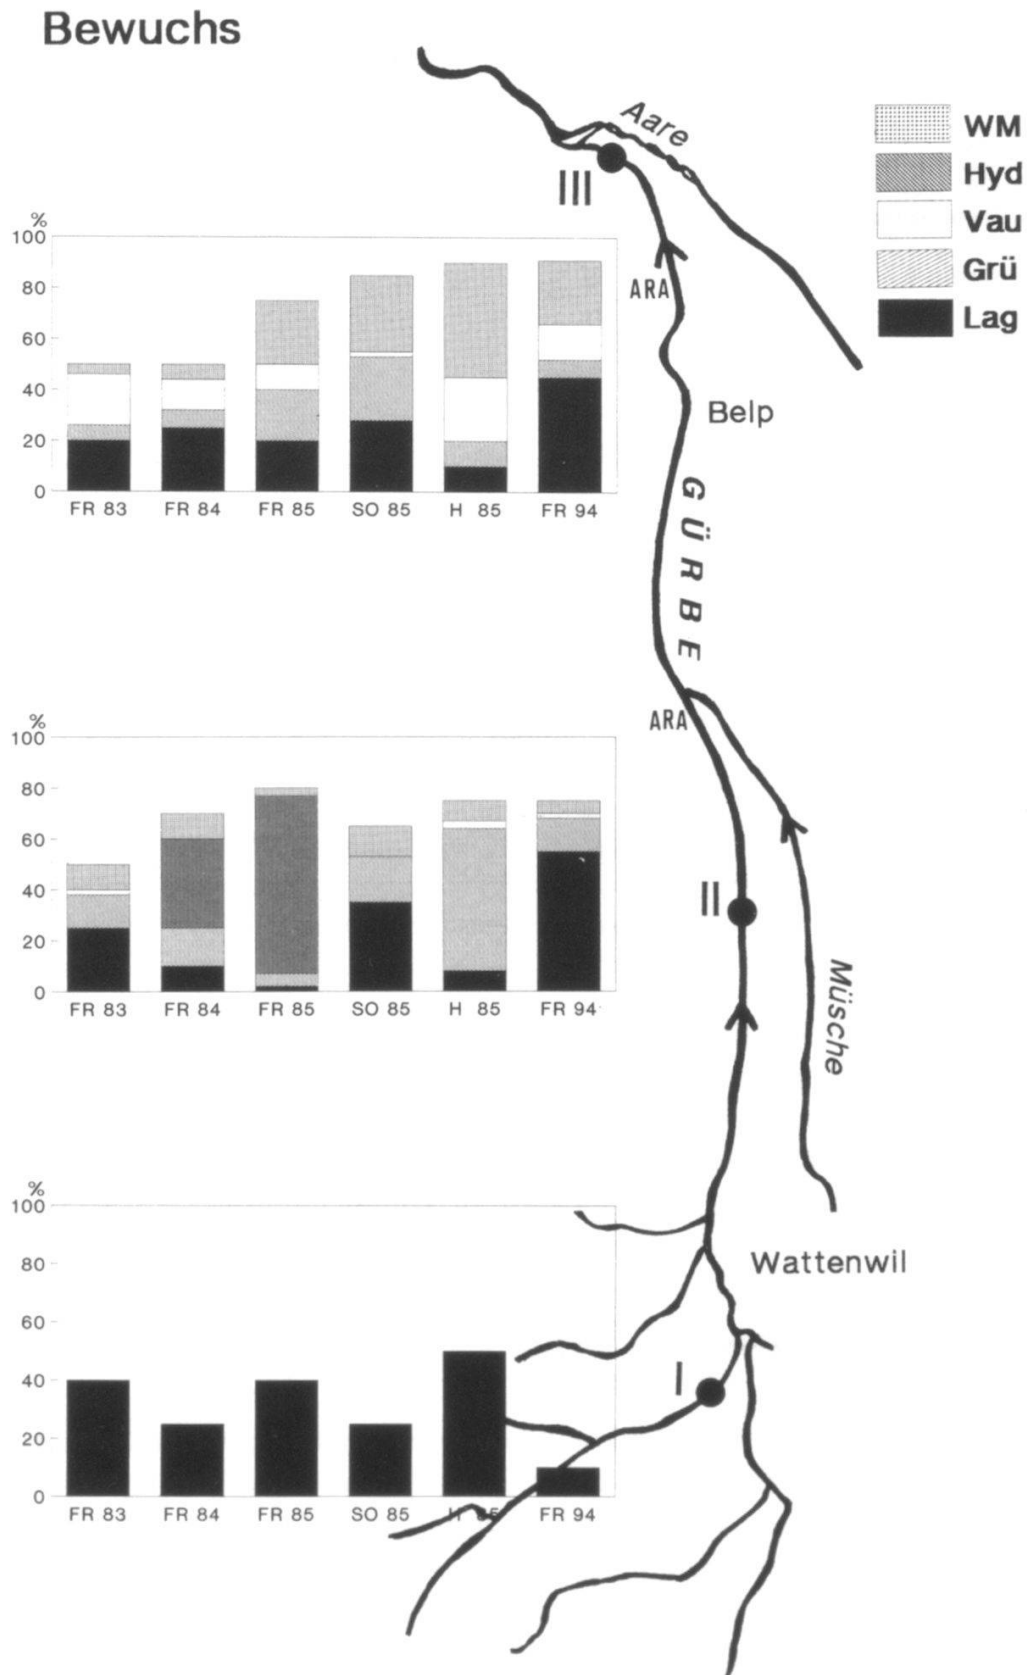 Bewuchs
Aare
WM
Hyd
Vau
Grü
Lag
III
ARA
Belp
GÜRBE
%
100
80
60
40
20
0
FR 83 FR 84 FR 85 SO 85 H 85 FR 94
ARA
II
Müsche
%
100
80
60
40
20
0
FR 83 FR 84 FR 85 SO 85 H 85 FR 94
Wattenwil
I
%
100
80
60
40
20
0
FR 83 FR 84 FR 85 SO 85 H 85 FR 94